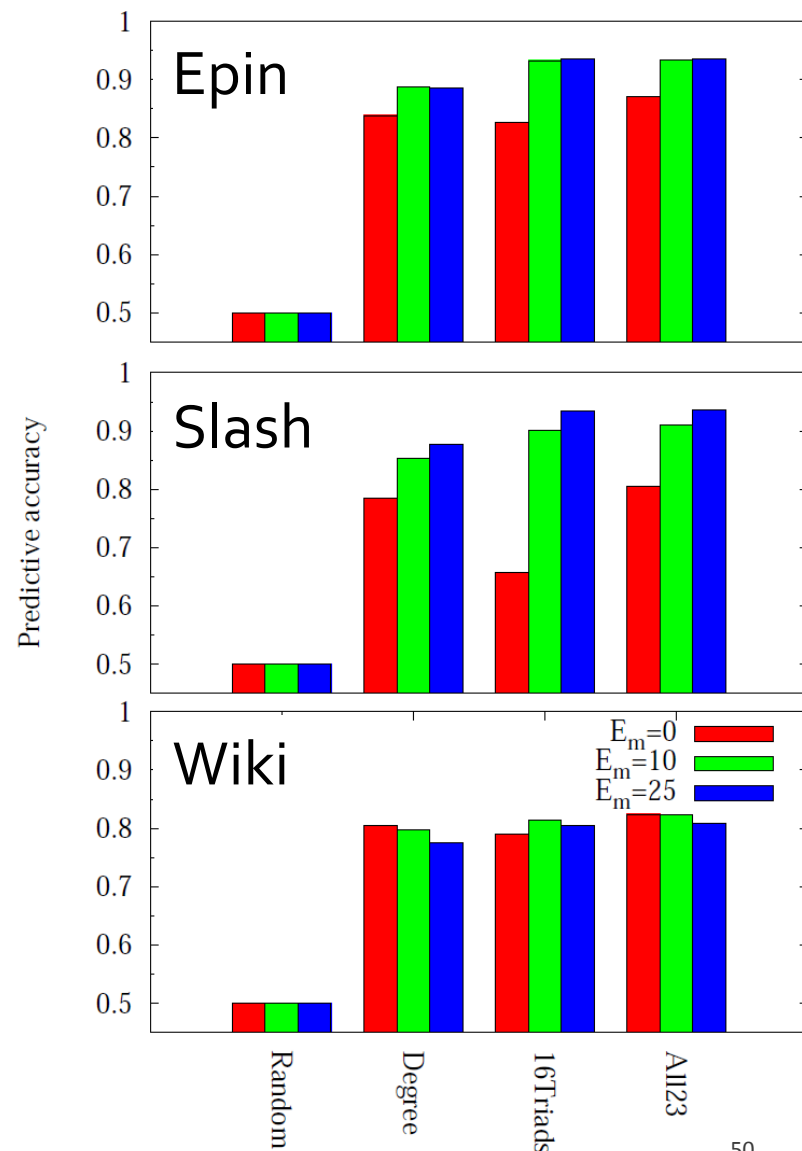 Predictive accuracy
1
0.9
0.8
0.7
0.6
0.5
Epin
1
0.9
0.8
0.7
0.6
0.5
Slash
1
0.9
0.8
0.7
0.6
0.5
Wiki
E_m=0
E_m=10
E_m=25
Random
Degree
16Triads
All23
50